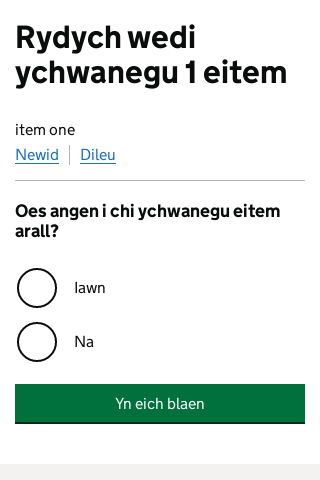 Rydych wedi
ychwanegu 1 eitem
item one
Newid Dileu
Oes angen i chi ychwanegu eitem
arall?
Iawn
Na
Yn eich blaen